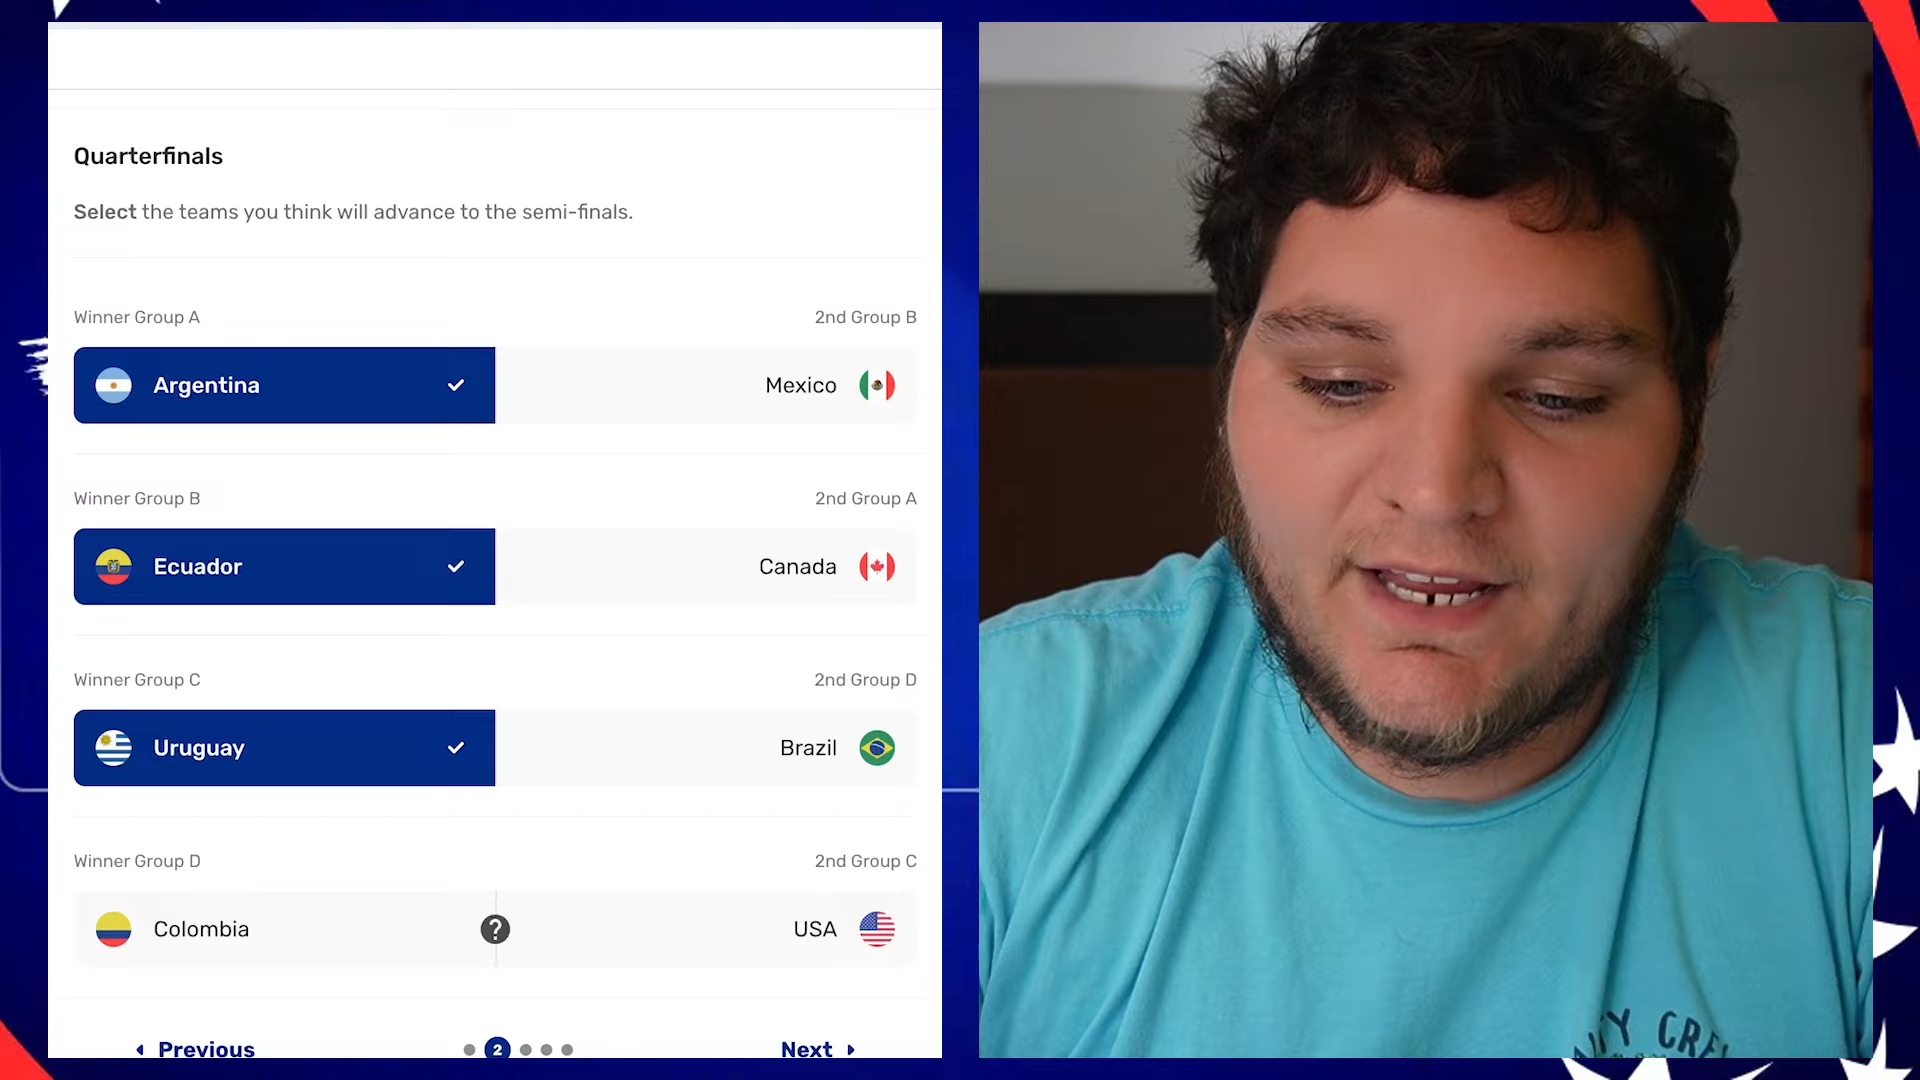 Quarterfinals
Select the teams you think will advance to the semi-finals.
Winner Group A
2nd Group B
Argentina
Mexico
Winner Group B
2nd Group A
Ecuador
Canada
Winner Group C
2nd Group D
Uruguay
Brazil
Winner Group D
2nd Group C
Colombia
?
USA
Previous
2
Next